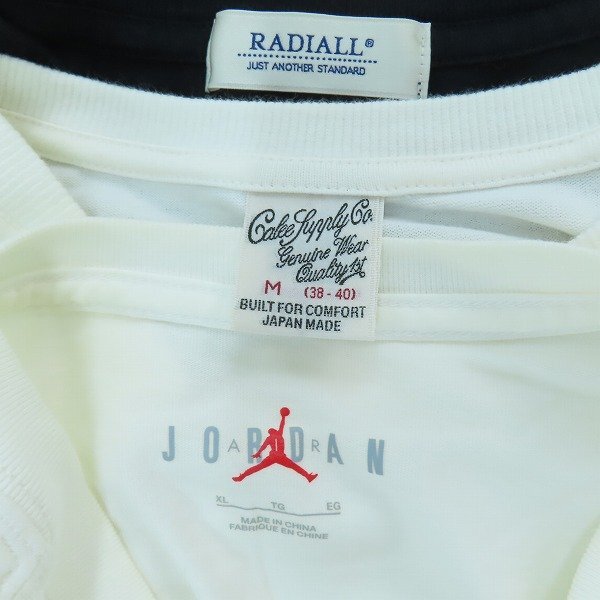 RADIALL®
JUST ANOTHER STANDARD
Calee Supply Co.
Genuine Wear
Quality 1st.
M (38 - 40)
BUILT FOR COMFORT
JAPAN MADE
JORDAN
AIR
XL TG EG
MADE IN CHINA
FABRIQUÉ EN CHINE